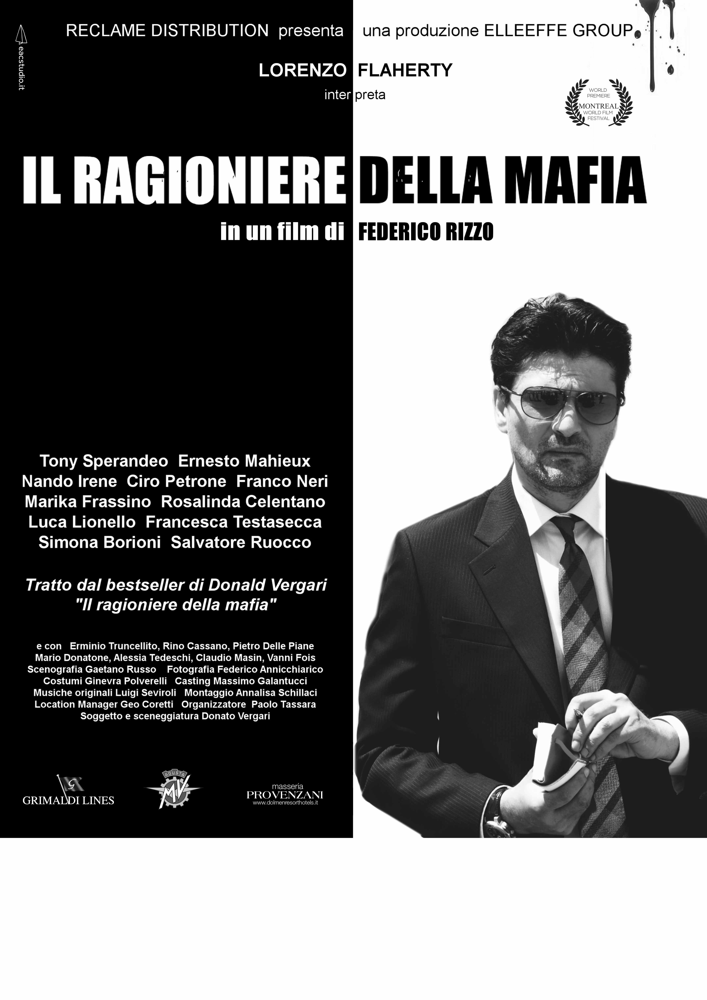 eacstudio.it
RECLAME DISTRIBUTION presenta una produzione ELLEEFFE GROUP
LORENZO FLAHERTY
interpreta
WORLD
PREMIERE
MONTREAL
WORLD FILM
FESTIVAL
IL RAGIONIERE DELLA MAFIA
in un film di FEDERICO RIZZO
Tony Sperandeo Ernesto Mahieux
Nando Irene Ciro Petrone Franco Neri
Marika Frassino Rosalinda Celentano
Luca Lionello Francesca Testasecca
Simona Borioni Salvatore Ruocco
Tratto dal bestseller di Donald Vergari
"Il ragioniere della mafia"
e con Erminio Truncellito, Rino Cassano, Pietro Delle Piane
Mario Donatone, Alessia Tedeschi, Claudio Masin, Vanni Fois
Scenografia Gaetano Russo Fotografia Federico Annicchiarico
Costumi Ginevra Polverelli Casting Massimo Galantucci
Musiche originali Luigi Seviroli Montaggio Annalisa Schillaci
Location Manager Geo Coretti Organizzatore Paolo Tassara
Soggetto e sceneggiatura Donato Vergari
G
GRIMALDI LINES
AGUSTA
MV
masseria
PROVENZANI
www.dolmenresorthotels.it